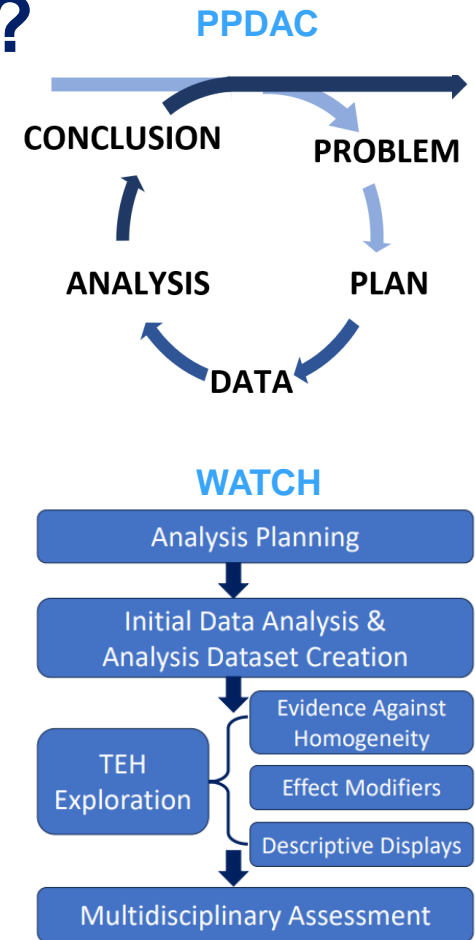 ?
PPDAC
CONCLUSION
PROBLEM
ANALYSIS
PLAN
DATA
WATCH
Analysis Planning
Initial Data Analysis &
Analysis Dataset Creation
TEH
Exploration
Evidence Against
Homogeneity
Effect Modifiers
Descriptive Displays
Multidisciplinary Assessment